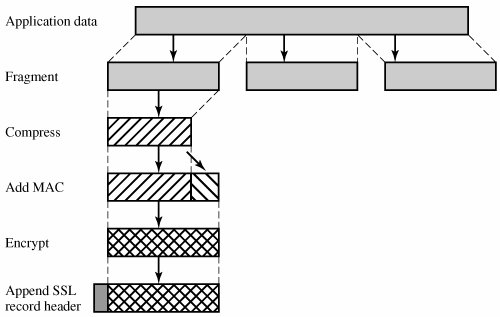 Application data
Fragment
Compress
Add MAC
Encrypt
Append SSL
record header